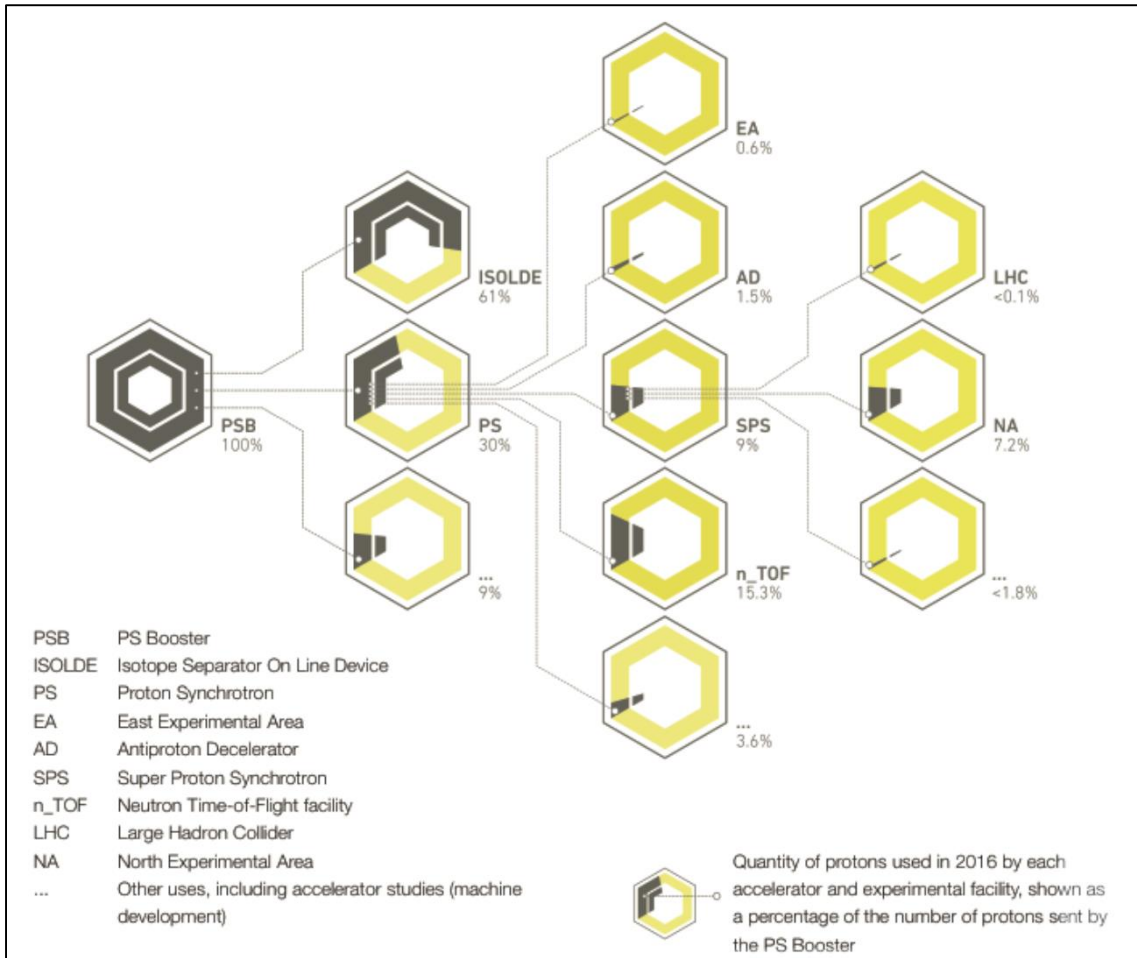 EA
0.6%
ISOLDE
61%
AD
1.5%
LHC
<0.1%
PSB
100%
PS
30%
SPS
9%
NA
7.2%
...
9%
n_TOF
15.3%
...
<1.8%
...
3.6%
PSB PS Booster
ISOLDE Isotope Separator On Line Device
PS Proton Synchrotron
EA East Experimental Area
AD Antiproton Decelerator
SPS Super Proton Synchrotron
n_TOF Neutron Time-of-Flight facility
LHC Large Hadron Collider
NA North Experimental Area
... Other uses, including accelerator studies (machine
development)
Quantity of protons used in 2016 by each
accelerator and experimental facility, shown as
a percentage of the number of protons sent by
the PS Booster